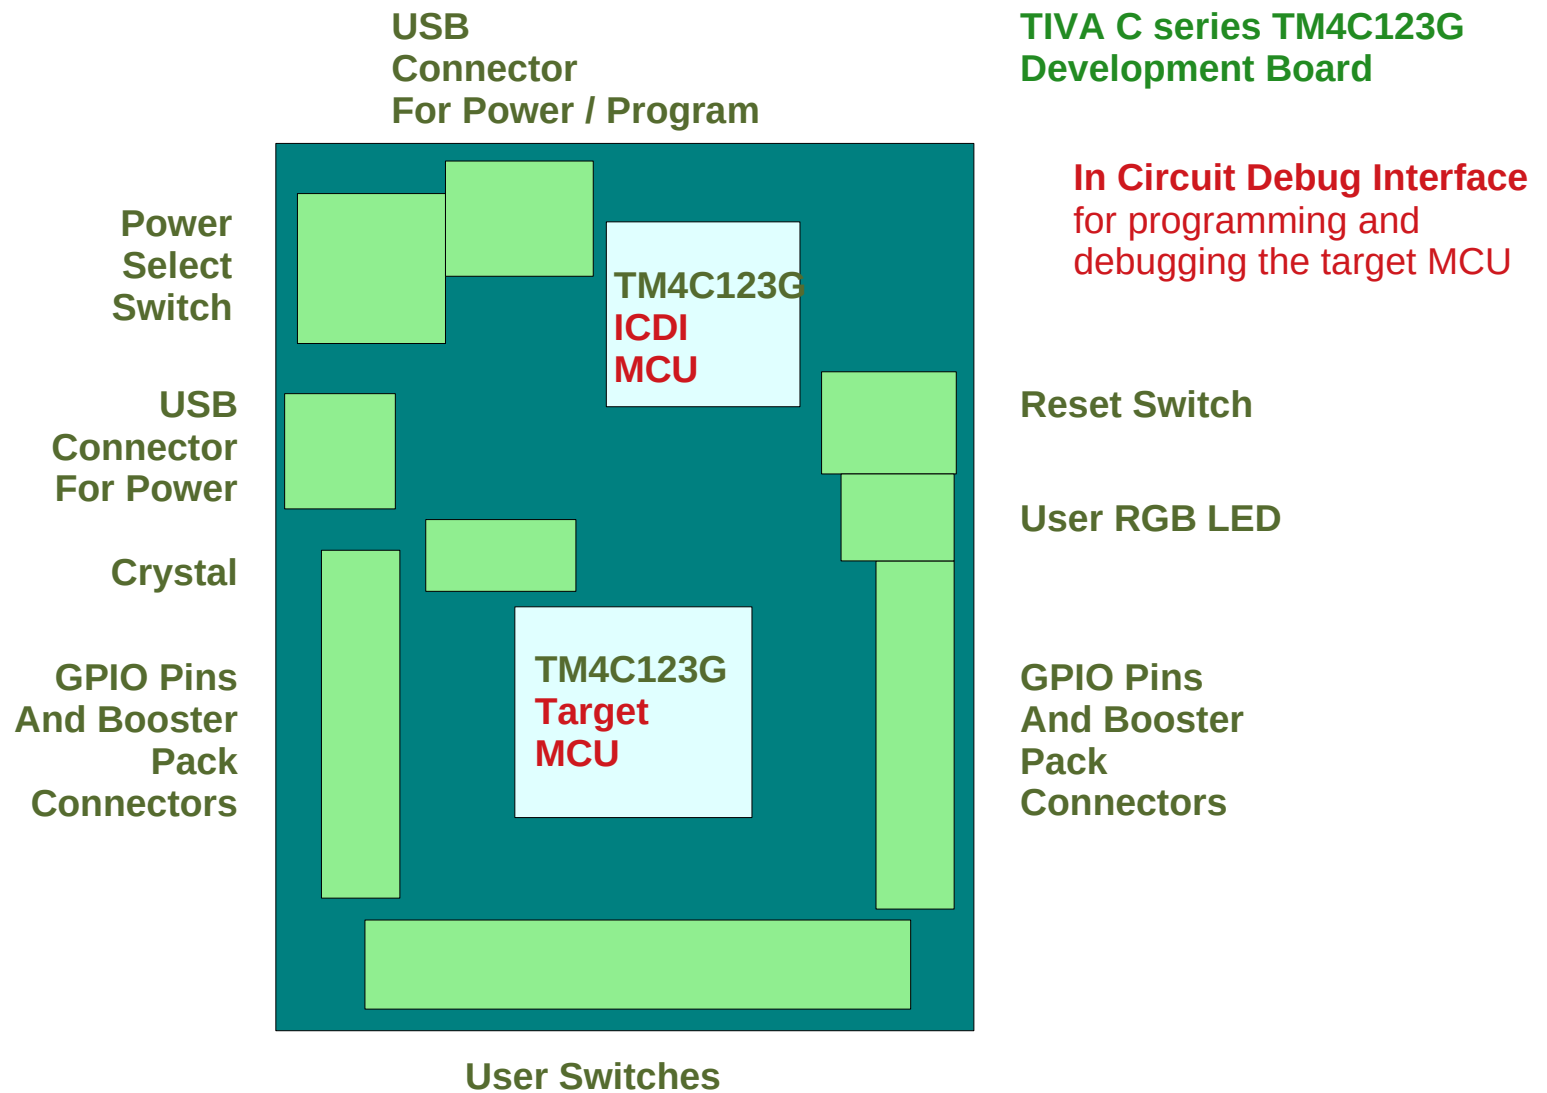 USB
Connector
For Power / Program
TIVA C series TM4C123G
Development Board
In Circuit Debug Interface
for programming and
debugging the target MCU
Power
Select
Switch
TM4C123G
ICDI
MCU
USB
Connector
For Power
Reset Switch
User RGB LED
Crystal
GPIO Pins
And Booster
Pack
Connectors
TM4C123G
Target
MCU
GPIO Pins
And Booster
Pack
Connectors
User Switches